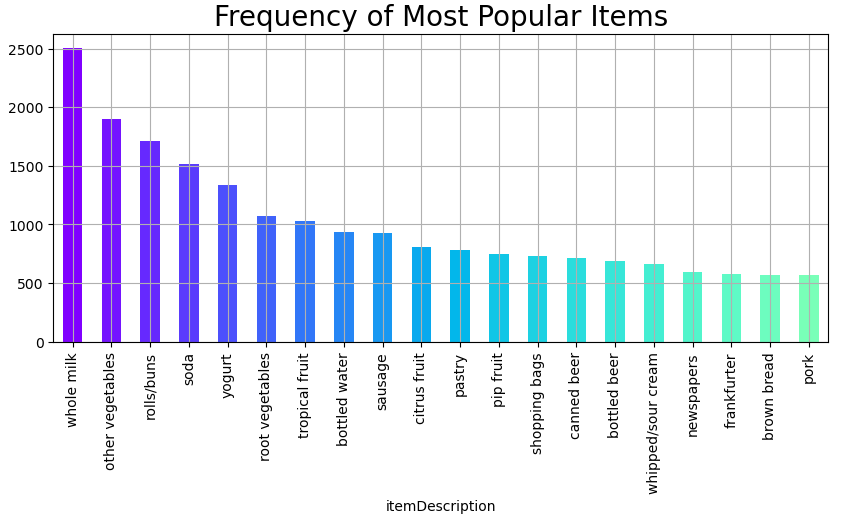 Frequency of Most Popular Items
2500
2000
1500
1000
500
0
whole milk
other vegetables
rolls/buns
soda
yogurt
root vegetables
tropical fruit
bottled water
sausage
citrus fruit
pastry
pip fruit
shopping bags
canned beer
bottled beer
whipped/sour cream
newspapers
frankfurter
brown bread
pork
itemDescription